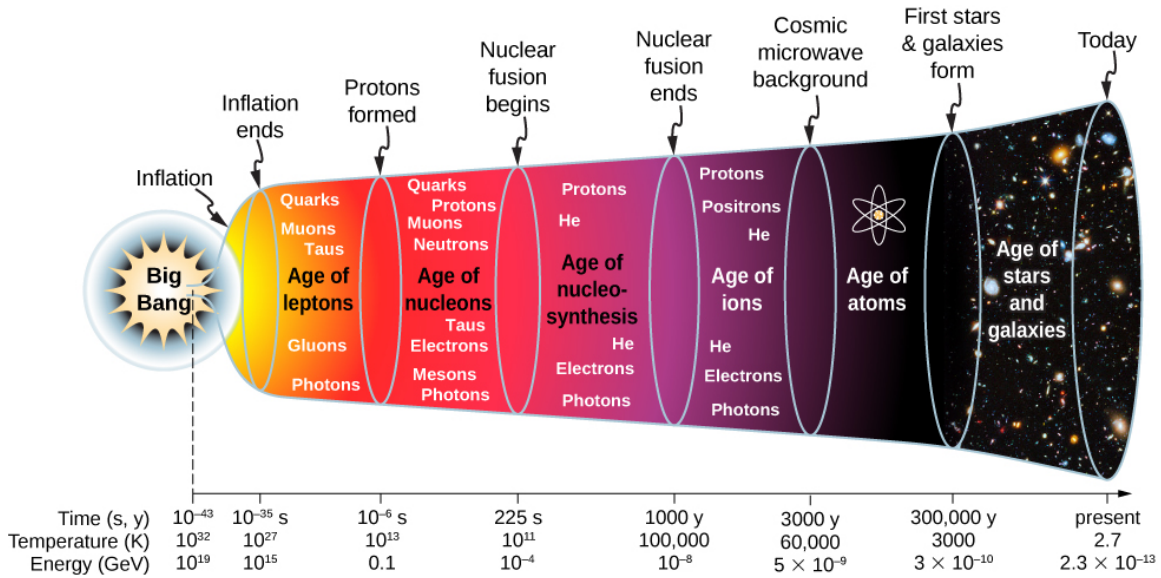 Inflation
Inflation
ends
Protons
formed
Nuclear
fusion
begins
Nuclear
fusion
ends
Cosmic
microwave
background
First stars
& galaxies
form
Today
Big
Bang
Quarks
Muons
Taus
Age of
leptons
Gluons
Photons
Quarks
Protons
Muons
Neutrons
Age of
nucleons
Taus
Electrons
Mesons
Photons
Protons
He
Age of
nucleo-
synthesis
He
Electrons
Photons
Protons
Positrons
He
Age of
ions
He
Electrons
Photons
Age of
atoms
Age of
stars
and
galaxies
Time (s, y) 10⁻⁴³ 10⁻³⁵ s 10⁻⁶ s 225 s 1000 y 3000 y 300,000 y present
Temperature (K) 10³² 10²⁷ 10¹³ 10¹¹ 100,000 60,000 3000 2.7
Energy (GeV) 10¹⁹ 10¹⁵ 0.1 10⁻⁴ 10⁻⁸ 5 × 10⁻⁹ 3 × 10⁻¹⁰ 2.3 × 10⁻¹³